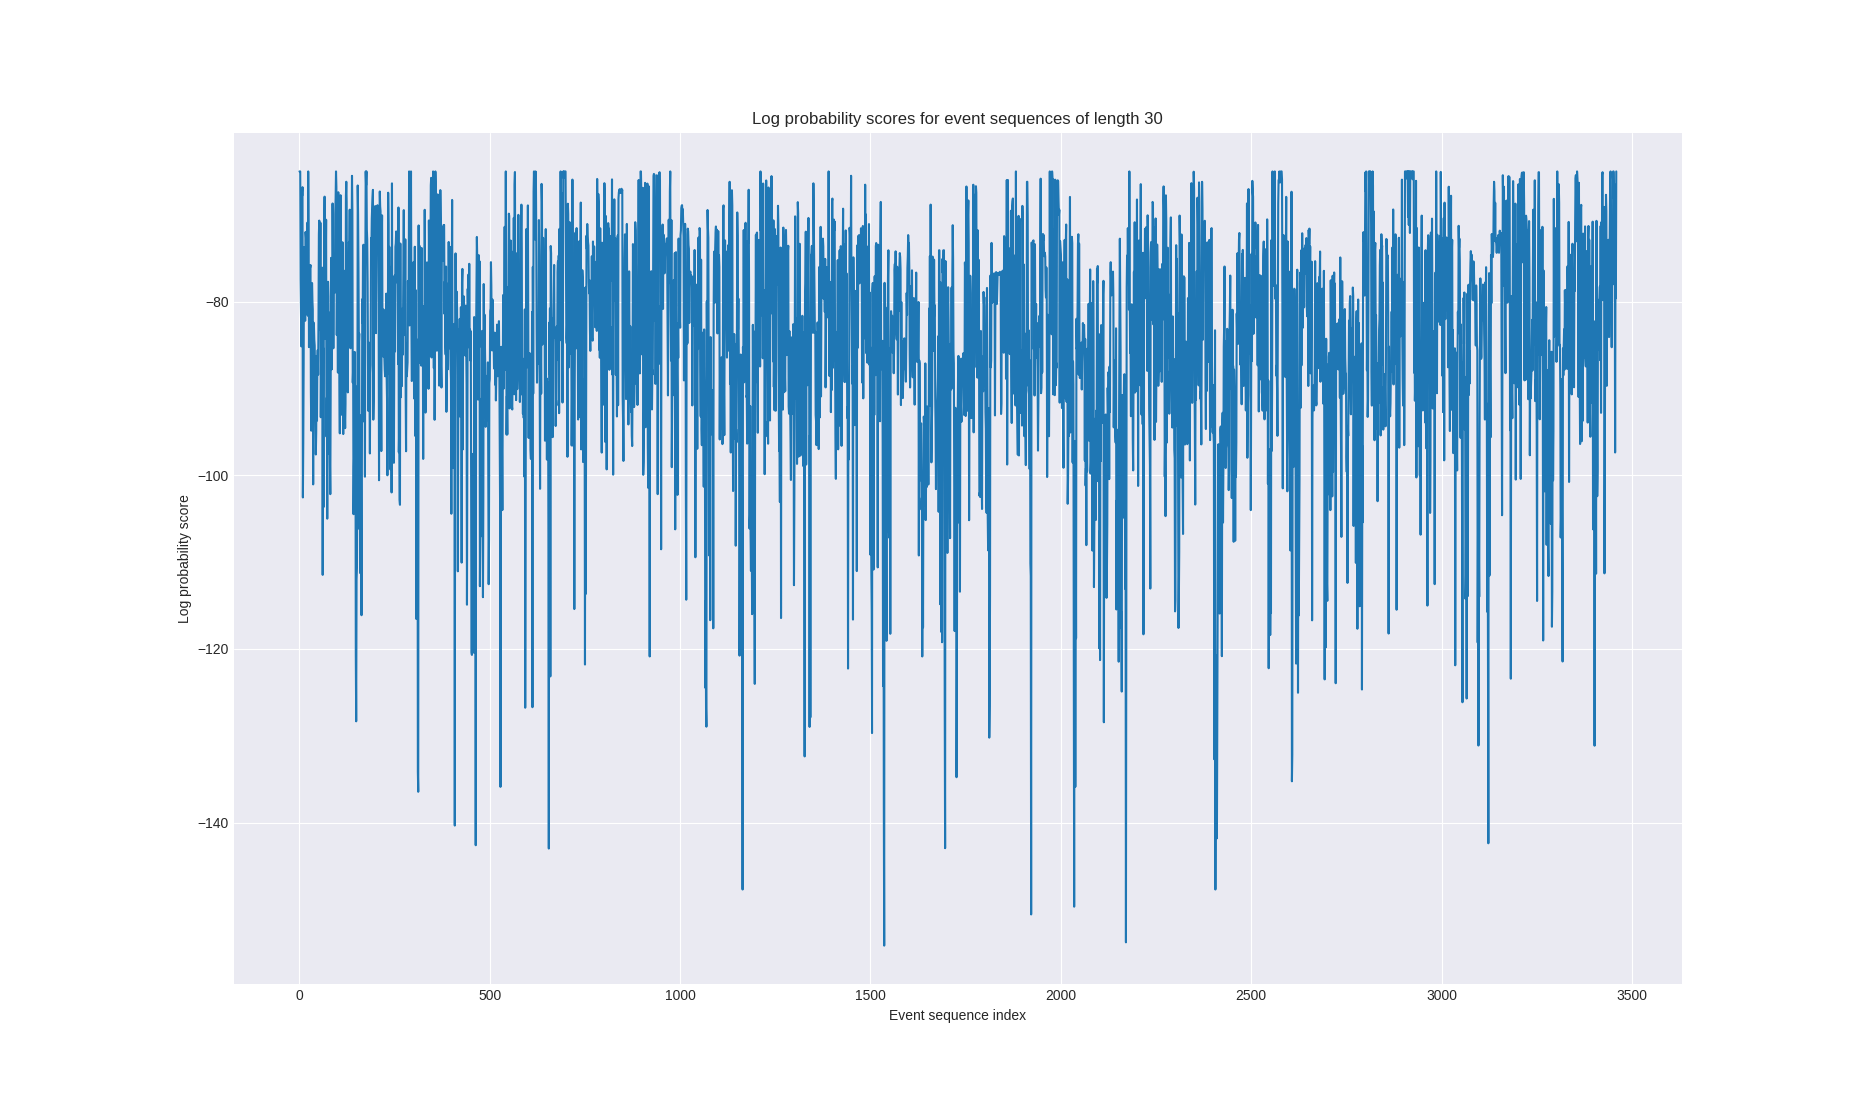 Log probability scores for event sequences of length 30
Log probability score
−80
−100
−120
−140
0 500 1000 1500 2000 2500 3000 3500
Event sequence index